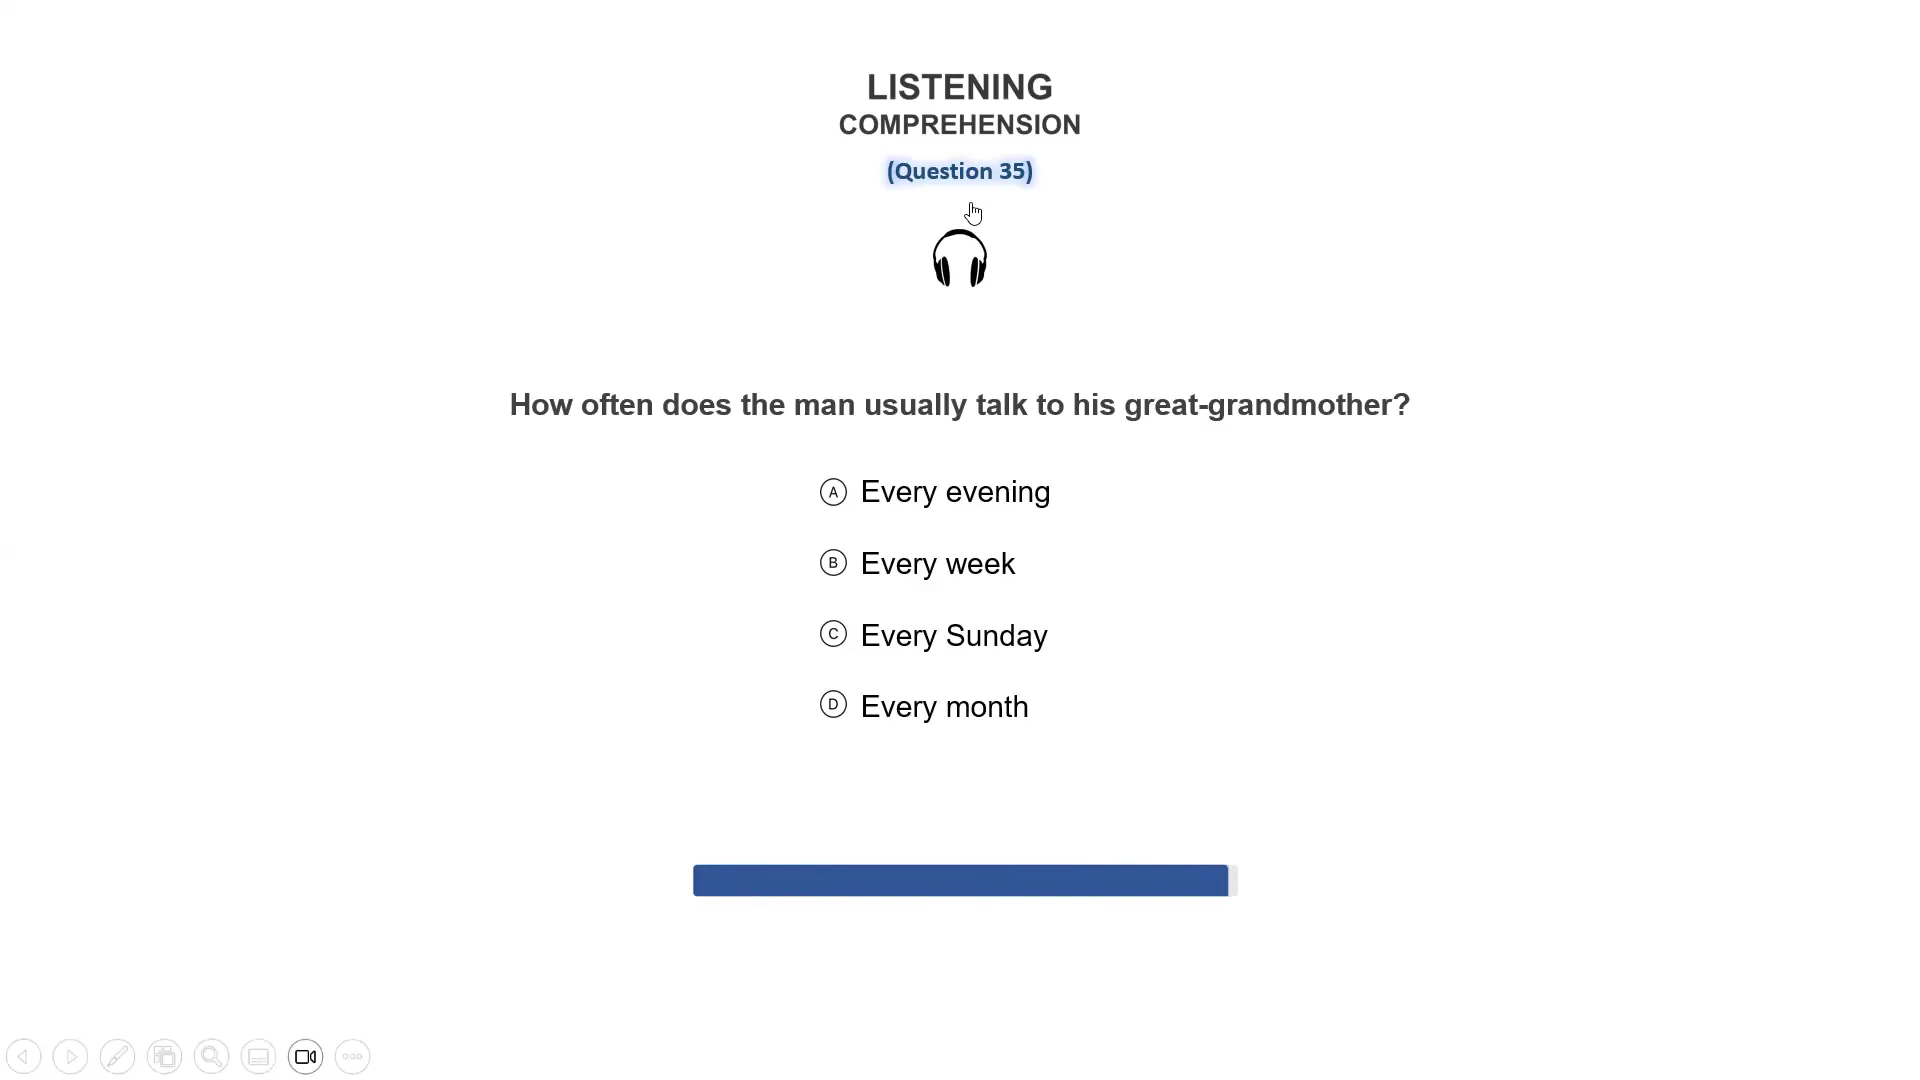 LISTENING
COMPREHENSION
(Question 35)
How often does the man usually talk to his great-grandmother?
A Every evening
B Every week
C Every Sunday
D Every month